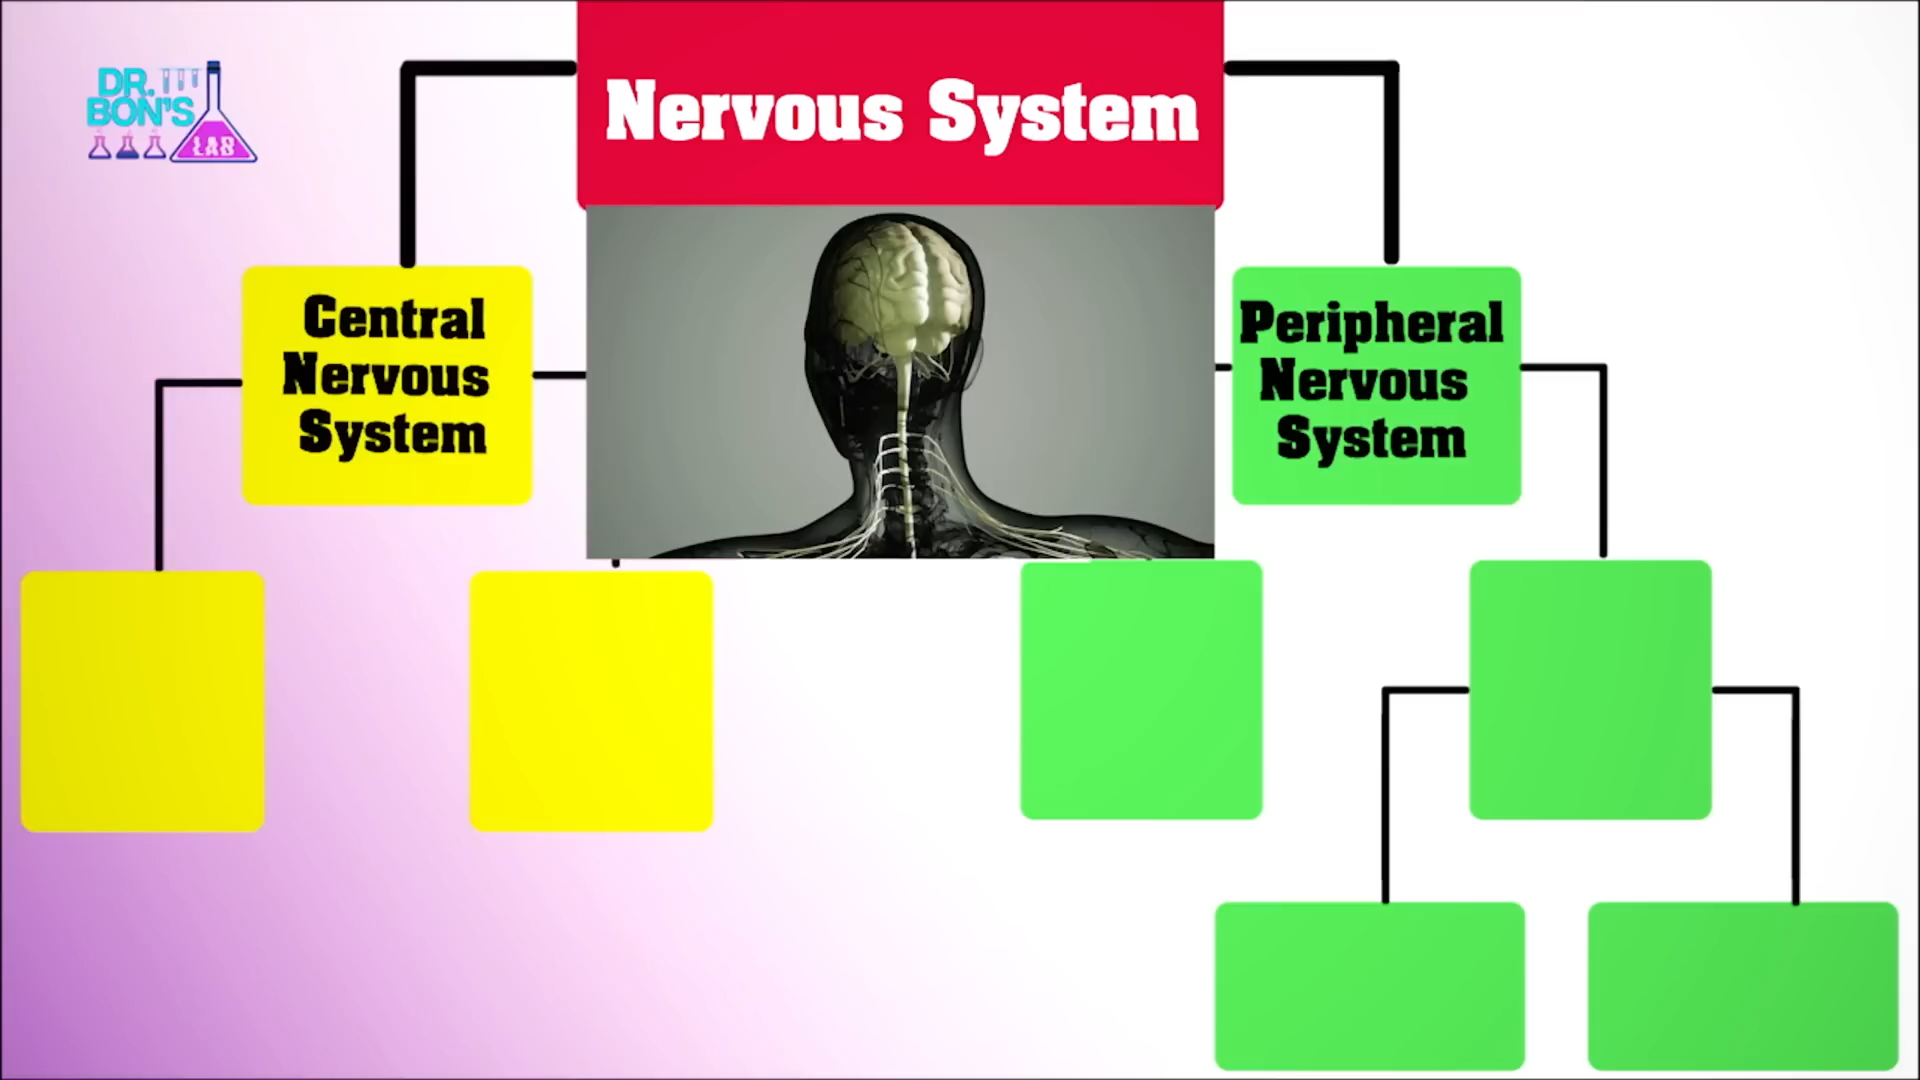 DR.
BON'S
LAB
Nervous System
Central
Nervous
System
Peripheral
Nervous
System